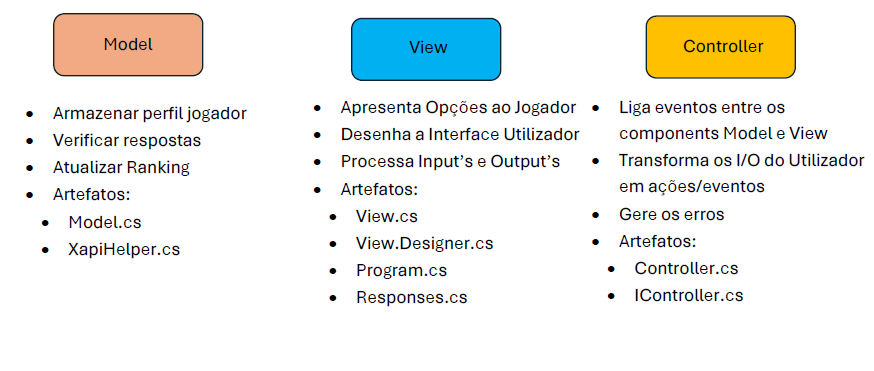 Model
• Armazenar perfil jogador
• Verificar respostas
• Atualizar Ranking
• Artefatos:
• Model.cs
• XapiHelper.cs
View
• Apresenta Opções ao Jogador
• Desenha a Interface Utilizador
• Processa Input’s e Output’s
• Artefatos:
• View.cs
• View.Designer.cs
• Program.cs
• Responses.cs
Controller
• Liga eventos entre os
components Model e View
• Transforma os I/O do Utilizador
em ações/eventos
• Gere os erros
• Artefatos:
• Controller.cs
• IController.cs